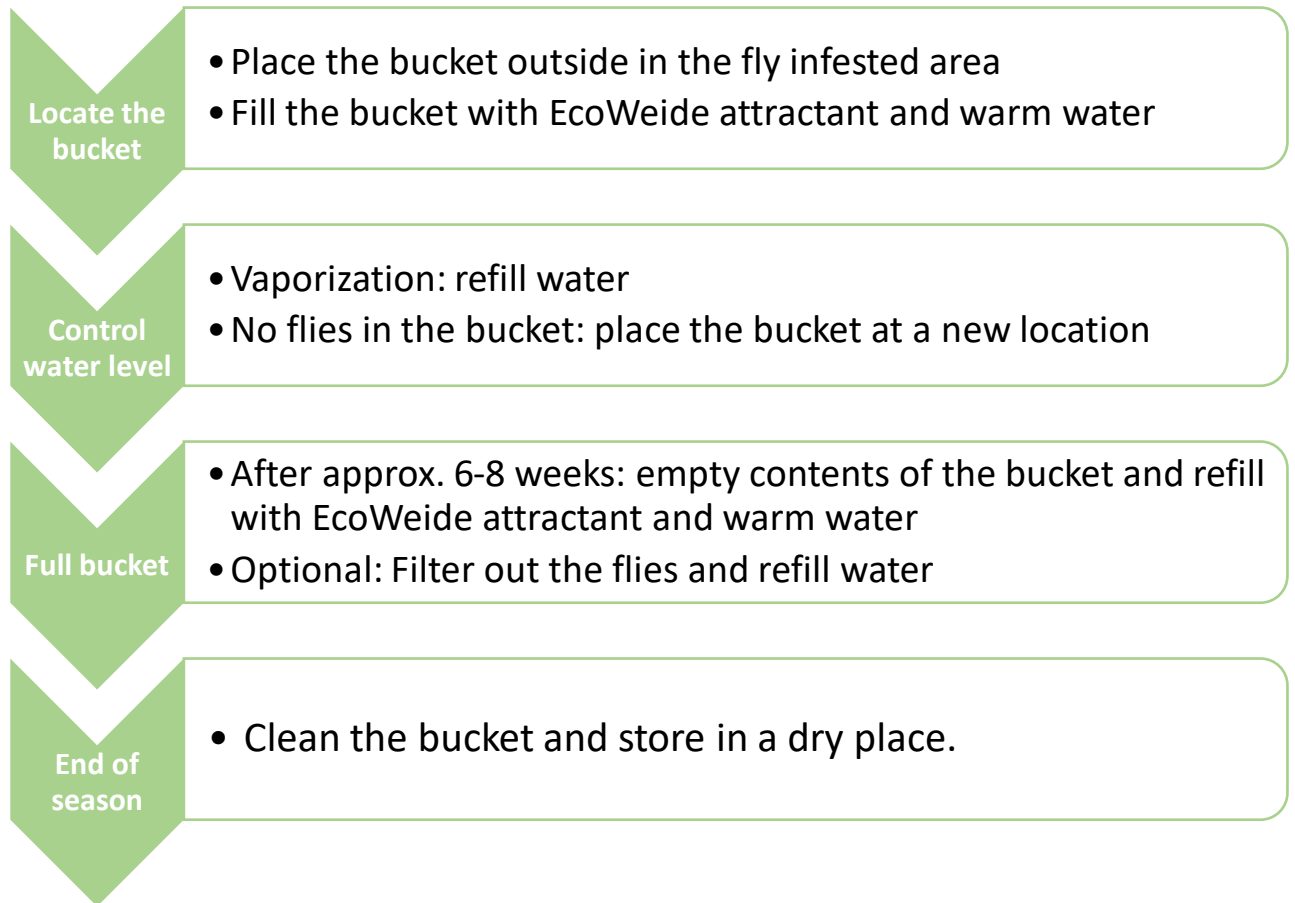 Locate the
bucket
• Place the bucket outside in the fly infested area
• Fill the bucket with EcoWeide attractant and warm water
Control
water level
• Vaporization: refill water
• No flies in the bucket: place the bucket at a new location
Full bucket
• After approx. 6-8 weeks: empty contents of the bucket and refill
with EcoWeide attractant and warm water
• Optional: Filter out the flies and refill water
End of
season
• Clean the bucket and store in a dry place.